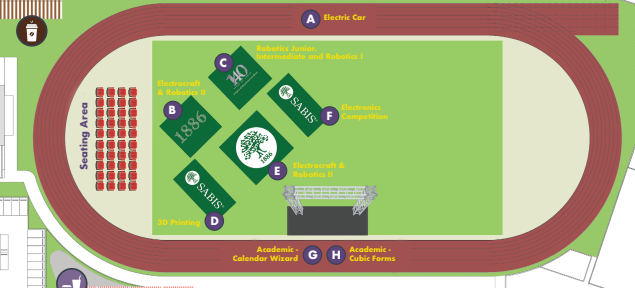 A Electric Car
Robotics Junior,
Intermediate and Robotics I
C
140
Electrocraft
& Robotics II
B
1886
SABIS
F
Electronics
Competition
Seating Area
1886
E
Electrocraft &
Robotics II
SABIS
3D Printing D
Academic -
Calendar Wizard
G H
Academic -
Cubic Forms